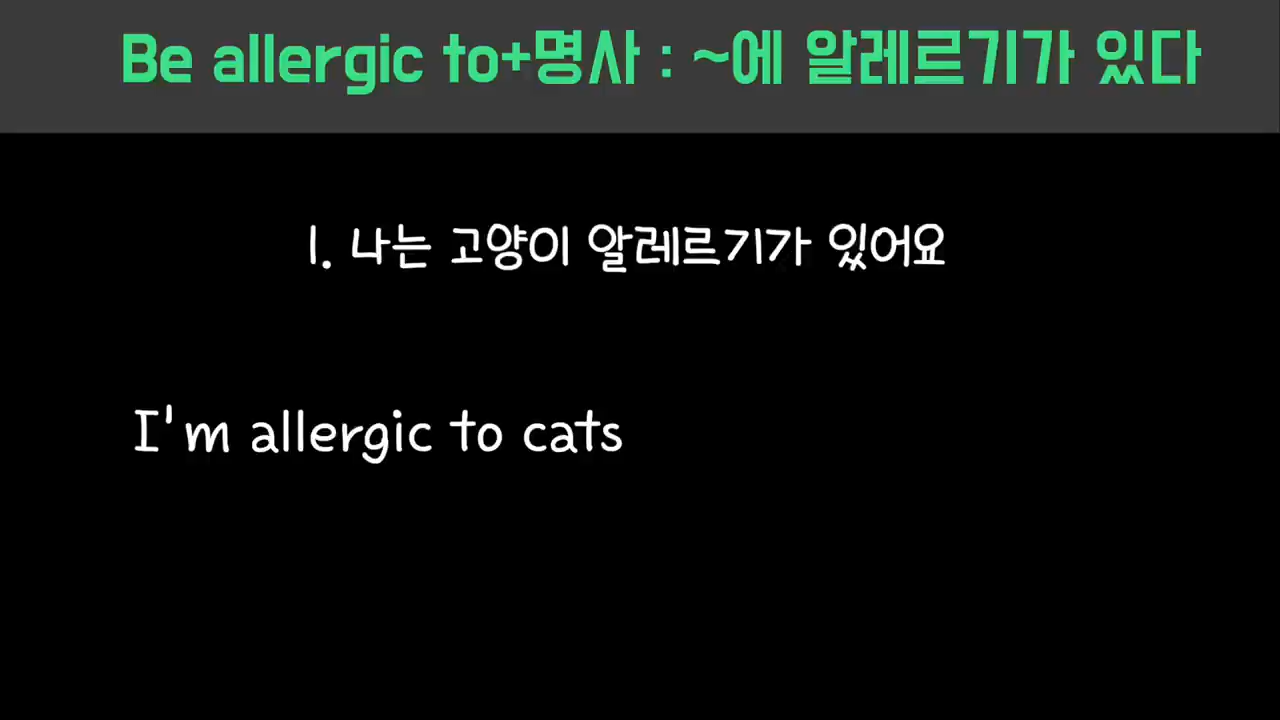 Be allergic to+명사 : ~에 알레르기가 있다
1. 나는 고양이 알레르기가 있어요
I'm allergic to cats